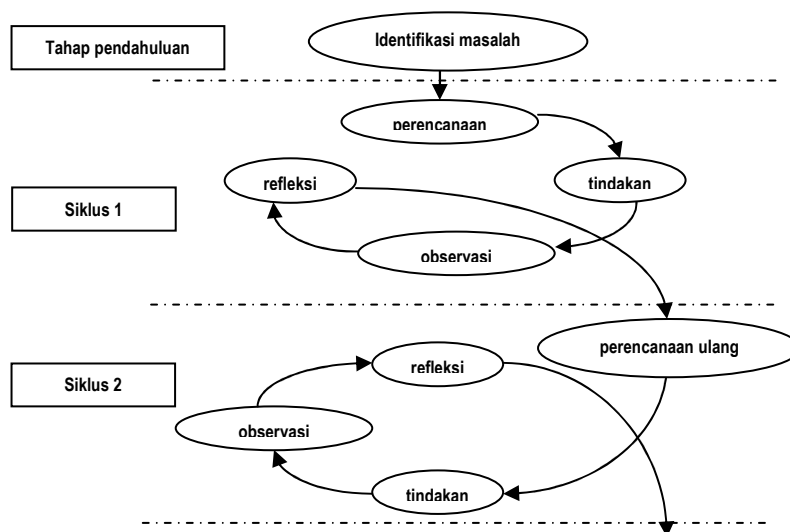 Tahap pendahuluan
Identifikasi masalah
perencanaan
refleksi
tindakan
Siklus 1
observasi
perencanaan ulang
refleksi
Siklus 2
observasi
tindakan